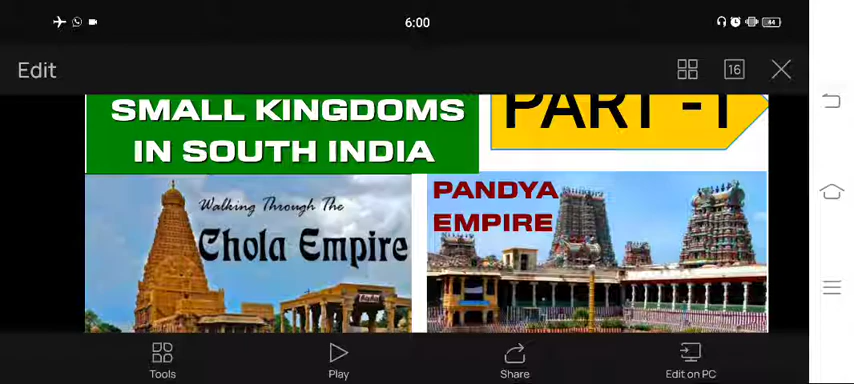 6:00
84
Edit
16
SMALL KINGDOMS
IN SOUTH INDIA
PART -1
Walking Through The
Chola Empire
PANDYA
EMPIRE
Tools
Play
Share
Edit on PC